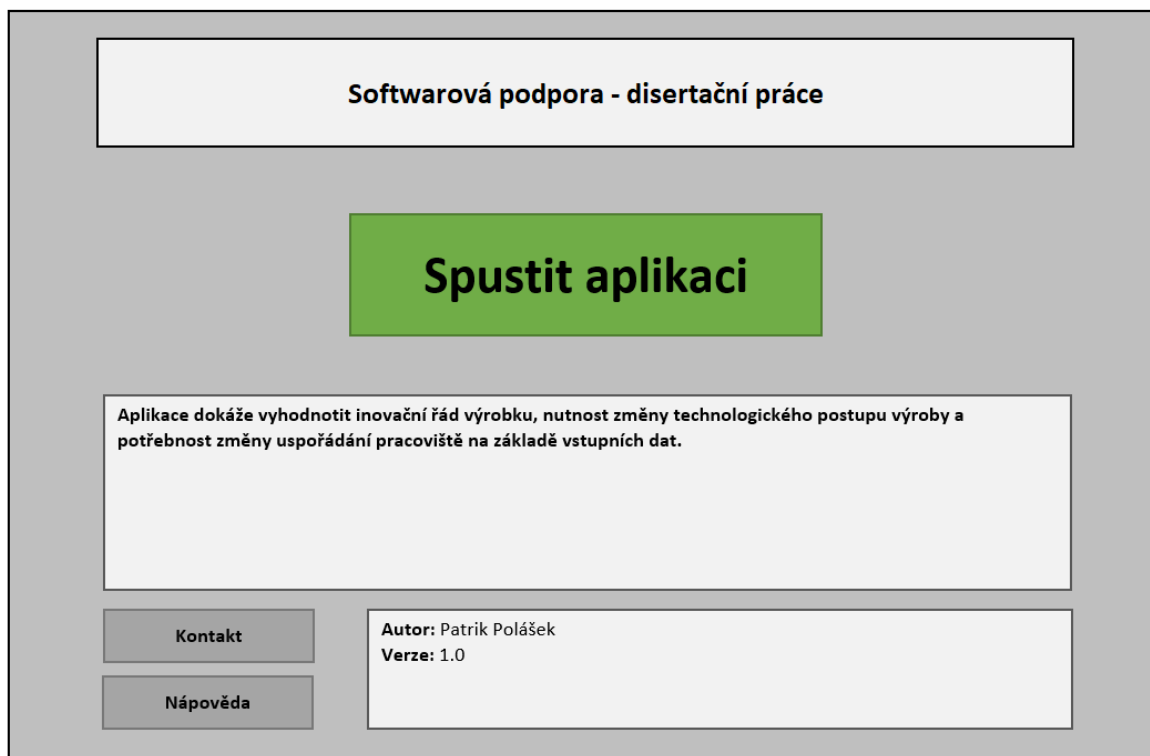 Softwarová podpora - disertační práce
Spustit aplikaci
Aplikace dokáže vyhodnotit inovační řád výrobku, nutnost změny technologického postupu výroby a
potřebnost změny uspořádání pracoviště na základě vstupních dat.
Kontakt
Nápověda
Autor: Patrik Polášek
Verze: 1.0